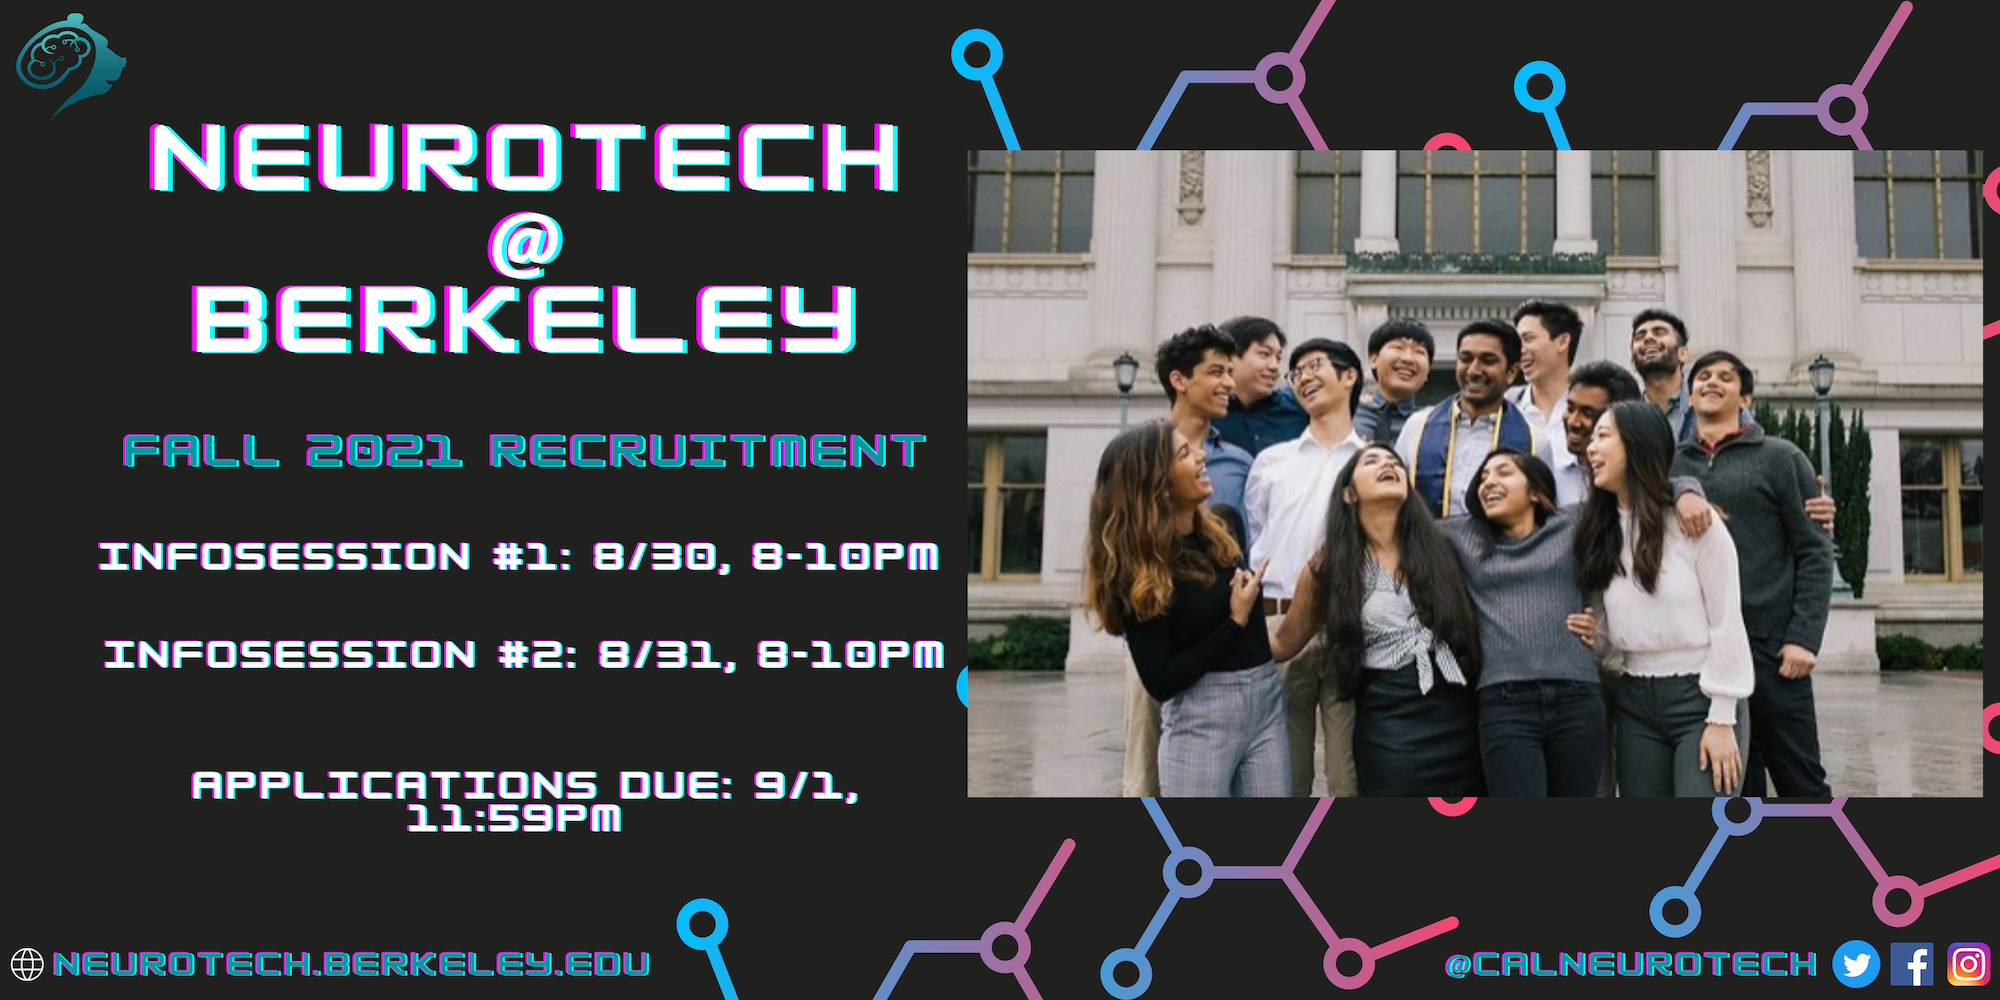 NEUROTECH
@
BERKELEY
FALL 2021 RECRUITMENT
INFOSESSION #1: 8/30, 8-10PM
INFOSESSION #2: 8/31, 8-10PM
APPLICATIONS DUE: 9/1,
11:59PM
NEUROTECH.BERKELEY.EDU
@CALNEUROTECH